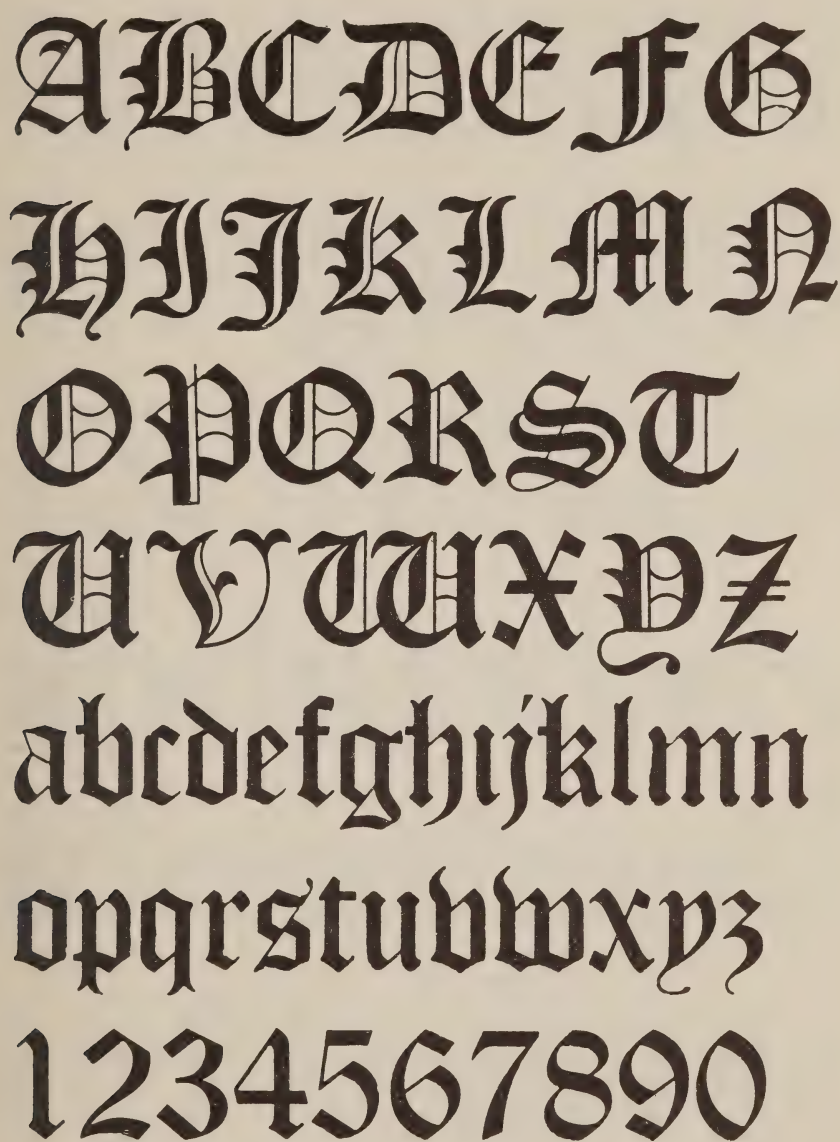 ABCDEFG
HIJKLMN
OPQRST
UVWXYZ
abcdefghijklmn
opqrstuvwxyz
1234567890